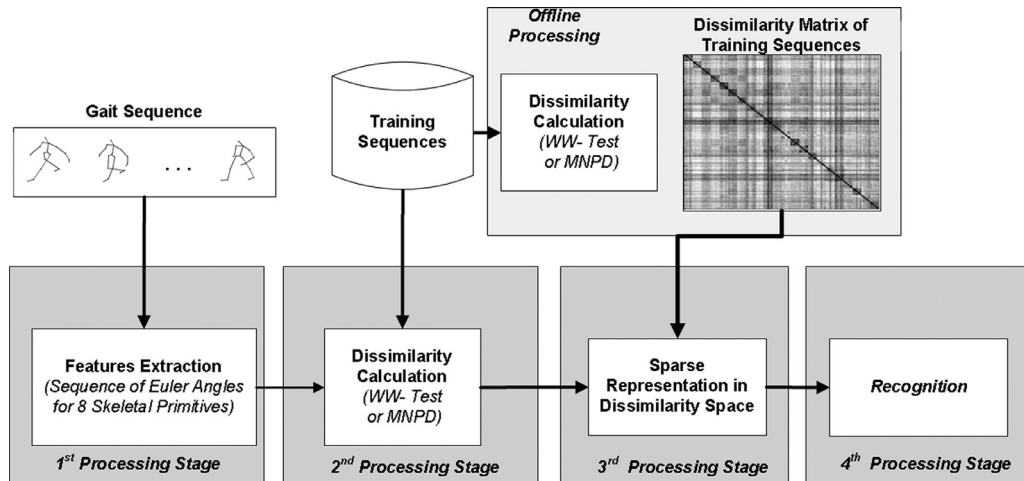 Offline
Processing
Dissimilarity Matrix of
Training Sequences
Gait Sequence
. . .
Training
Sequences
Dissimilarity
Calculation
(WW- Test
or MNPD)
Features Extraction
(Sequence of Euler Angles
for 8 Skeletal Primitives)
1st Processing Stage
Dissimilarity
Calculation
(WW- Test
or MNPD)
2nd Processing Stage
Sparse
Representation in
Dissimilarity Space
3rd Processing Stage
Recognition
4th Processing Stage